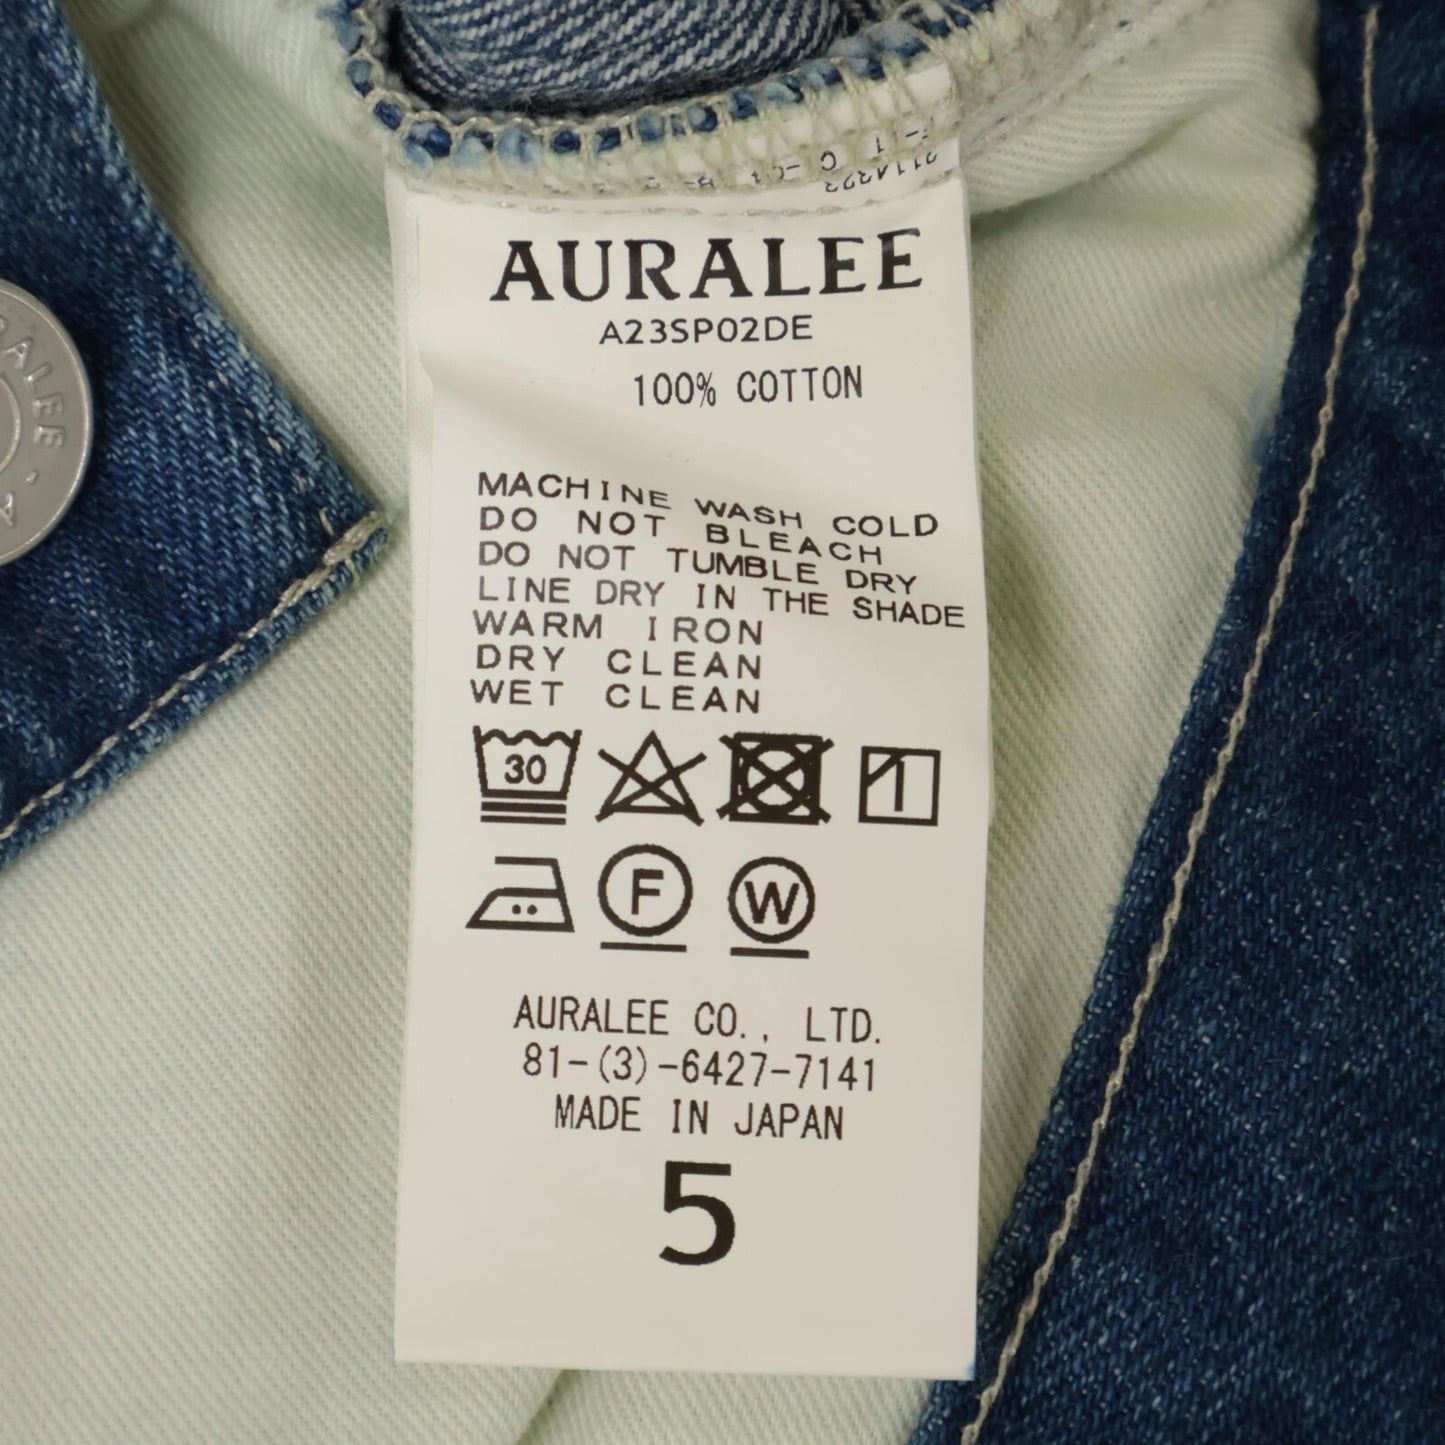 AURALEE
A23SP02DE
100% COTTON
MACHINE WASH COLD
DO NOT BLEACH
DO NOT TUMBLE DRY
LINE DRY IN THE SHADE
WARM IRON
DRY CLEAN
WET CLEAN
30
F
W
AURALEE CO., LTD.
81-(3)-6427-7141
MADE IN JAPAN
5